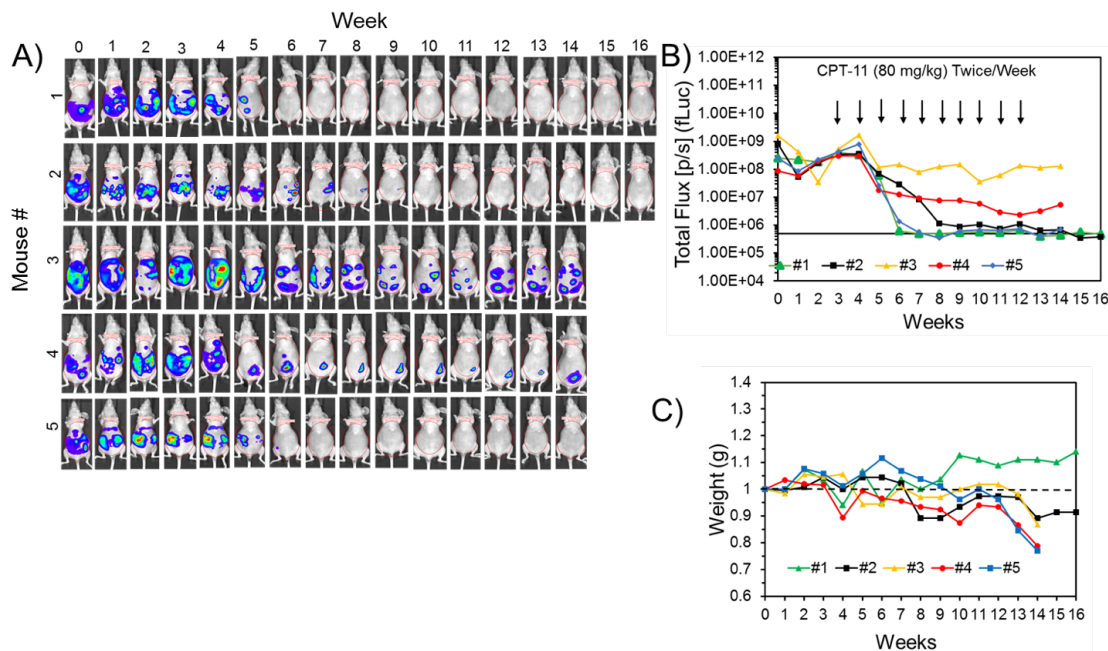 Week
A)
0 1 2 3 4 5 6 7 8 9 10 11 12 13 14 15 16
Mouse #
1
2
3
4
5
B)
CPT-11 (80 mg/kg) Twice/Week
Total Flux [p/s] (fLuc)
1.00E+12
1.00E+11
1.00E+10
1.00E+09
1.00E+08
1.00E+07
1.00E+06
1.00E+05
1.00E+04
#1 #2 #3 #4 #5
0 1 2 3 4 5 6 7 8 9 10 11 12 13 14 15 16
Weeks
C)
Weight (g)
1.4
1.3
1.2
1.1
1
0.9
0.8
0.7
0.6
#1 #2 #3 #4 #5
0 1 2 3 4 5 6 7 8 9 10 11 12 13 14 15 16
Weeks